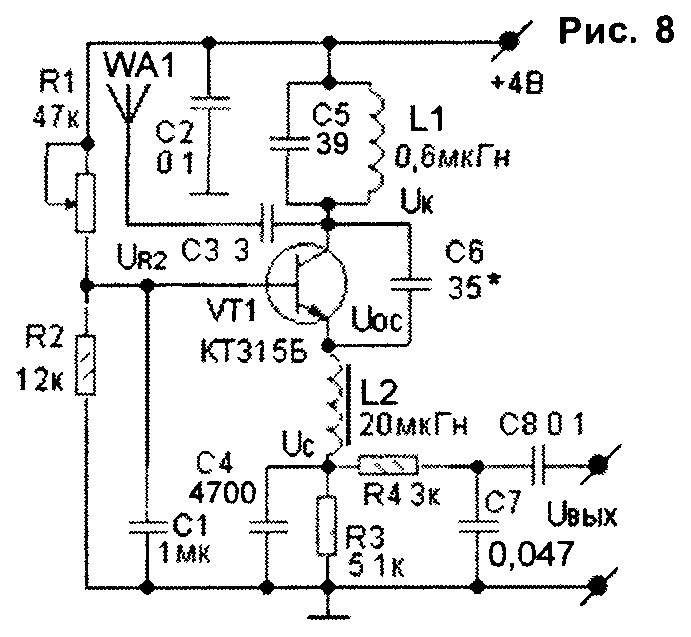 Рис. 8
+4В
WA1
R1
47к
C2
0 1
C5
39
L1
0,6мкГн
Uк
C3 3
UR2
C6
35*
VT1
КТ315Б
Uос
R2
12к
L2
20мкГн
Uс
C8 0 1
C4
4700
R4 3к
C7
0,047
Uвых
C1
1мк
R3
5 1к